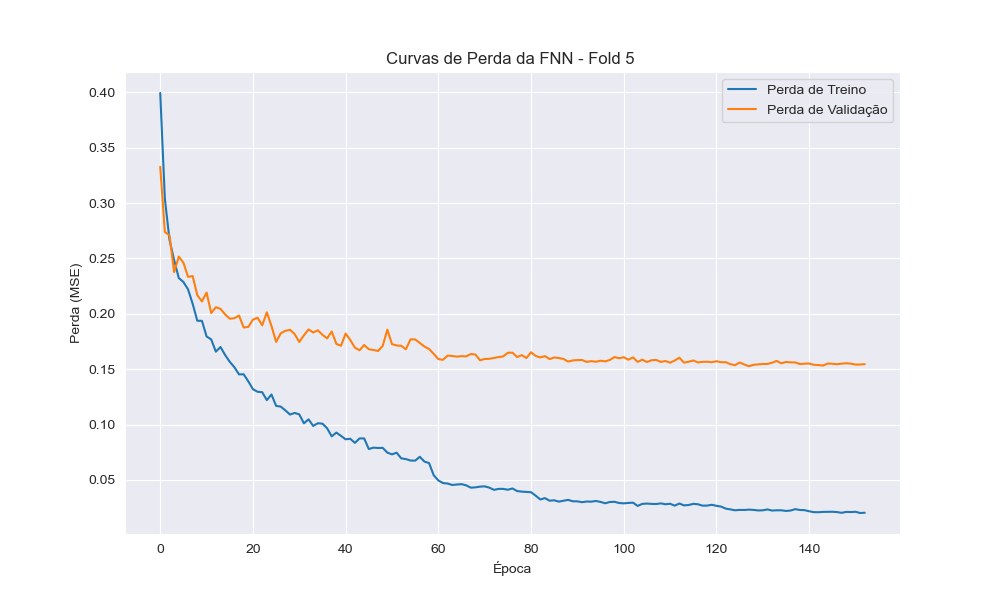 Curvas de Perda da FNN - Fold 5
Perda de Treino
Perda de Validação
Perda (MSE)
0.40
0.35
0.30
0.25
0.20
0.15
0.10
0.05
0 20 40 60 80 100 120 140
Época